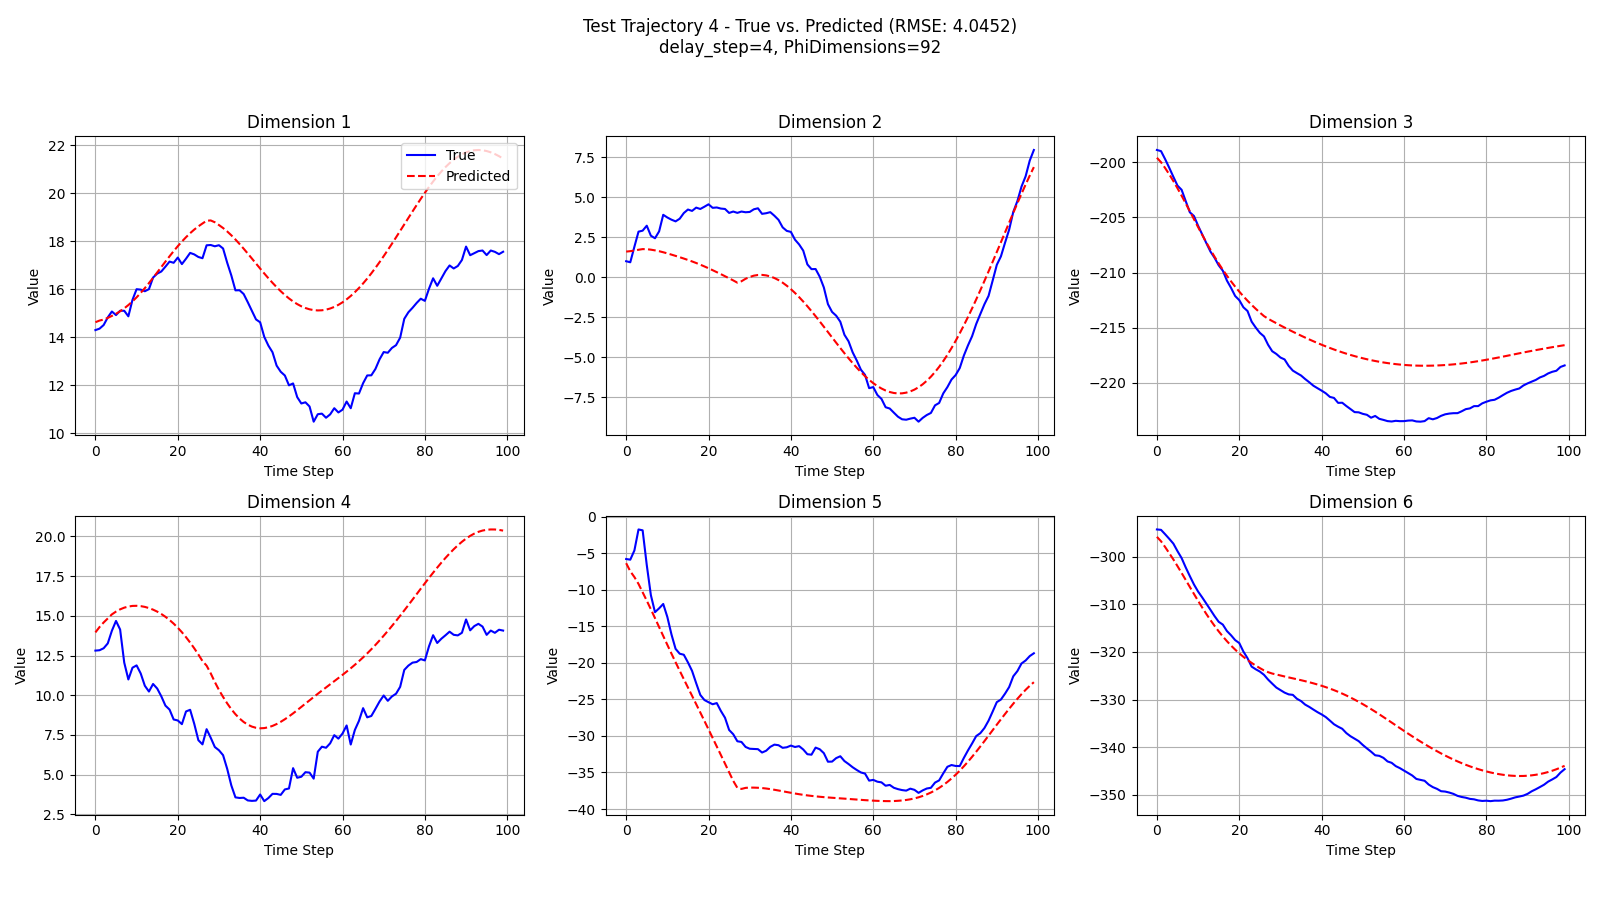 Test Trajectory 4 - True vs. Predicted (RMSE: 4.0452)
delay_step=4, PhiDimensions=92
Dimension 1
22
20
18
16
14
12
10
Value
0 20 40 60 80 100
Time Step
True
Predicted
Dimension 2
7.5
5.0
2.5
0.0
−2.5
−5.0
−7.5
Value
0 20 40 60 80 100
Time Step
Dimension 3
−200
−205
−210
−215
−220
Value
0 20 40 60 80 100
Time Step
Dimension 4
20.0
17.5
15.0
12.5
10.0
7.5
5.0
2.5
Value
0 20 40 60 80 100
Time Step
Dimension 5
0
−5
−10
−15
−20
−25
−30
−35
−40
Value
0 20 40 60 80 100
Time Step
Dimension 6
−300
−310
−320
−330
−340
−350
Value
0 20 40 60 80 100
Time Step